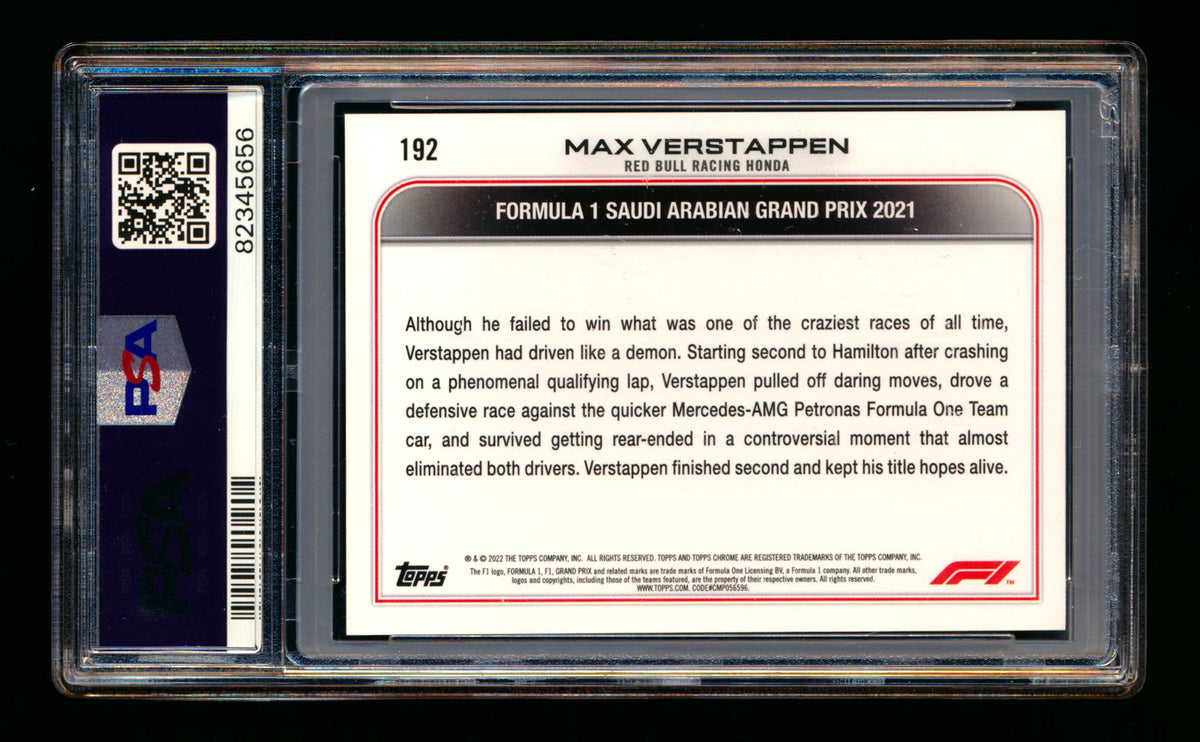 82345656
PSA
PSA
192
MAX VERSTAPPEN
RED BULL RACING HONDA
FORMULA 1 SAUDI ARABIAN GRAND PRIX 2021
Although he failed to win what was one of the craziest races of all time,
Verstappen had driven like a demon. Starting second to Hamilton after crashing
on a phenomenal qualifying lap, Verstappen pulled off daring moves, drove a
defensive race against the quicker Mercedes-AMG Petronas Formula One Team
car, and survived getting rear-ended in a controversial moment that almost
eliminated both drivers. Verstappen finished second and kept his title hopes alive.
Topps
® & © 2022 THE TOPPS COMPANY, INC. ALL RIGHTS RESERVED. TOPPS AND TOPPS CHROME ARE REGISTERED TRADEMARKS OF THE TOPPS COMPANY, INC.
The F1 logo, FORMULA 1, F1, GRAND PRIX and related marks are trade marks of Formula One Licensing BV, a Formula 1 company. All other trade marks,
logos and copyrights, including those of the teams featured, are the property of their respective owners. All rights reserved.
WWW.TOPPS.COM. CODE#CMP056596.
F1 TM